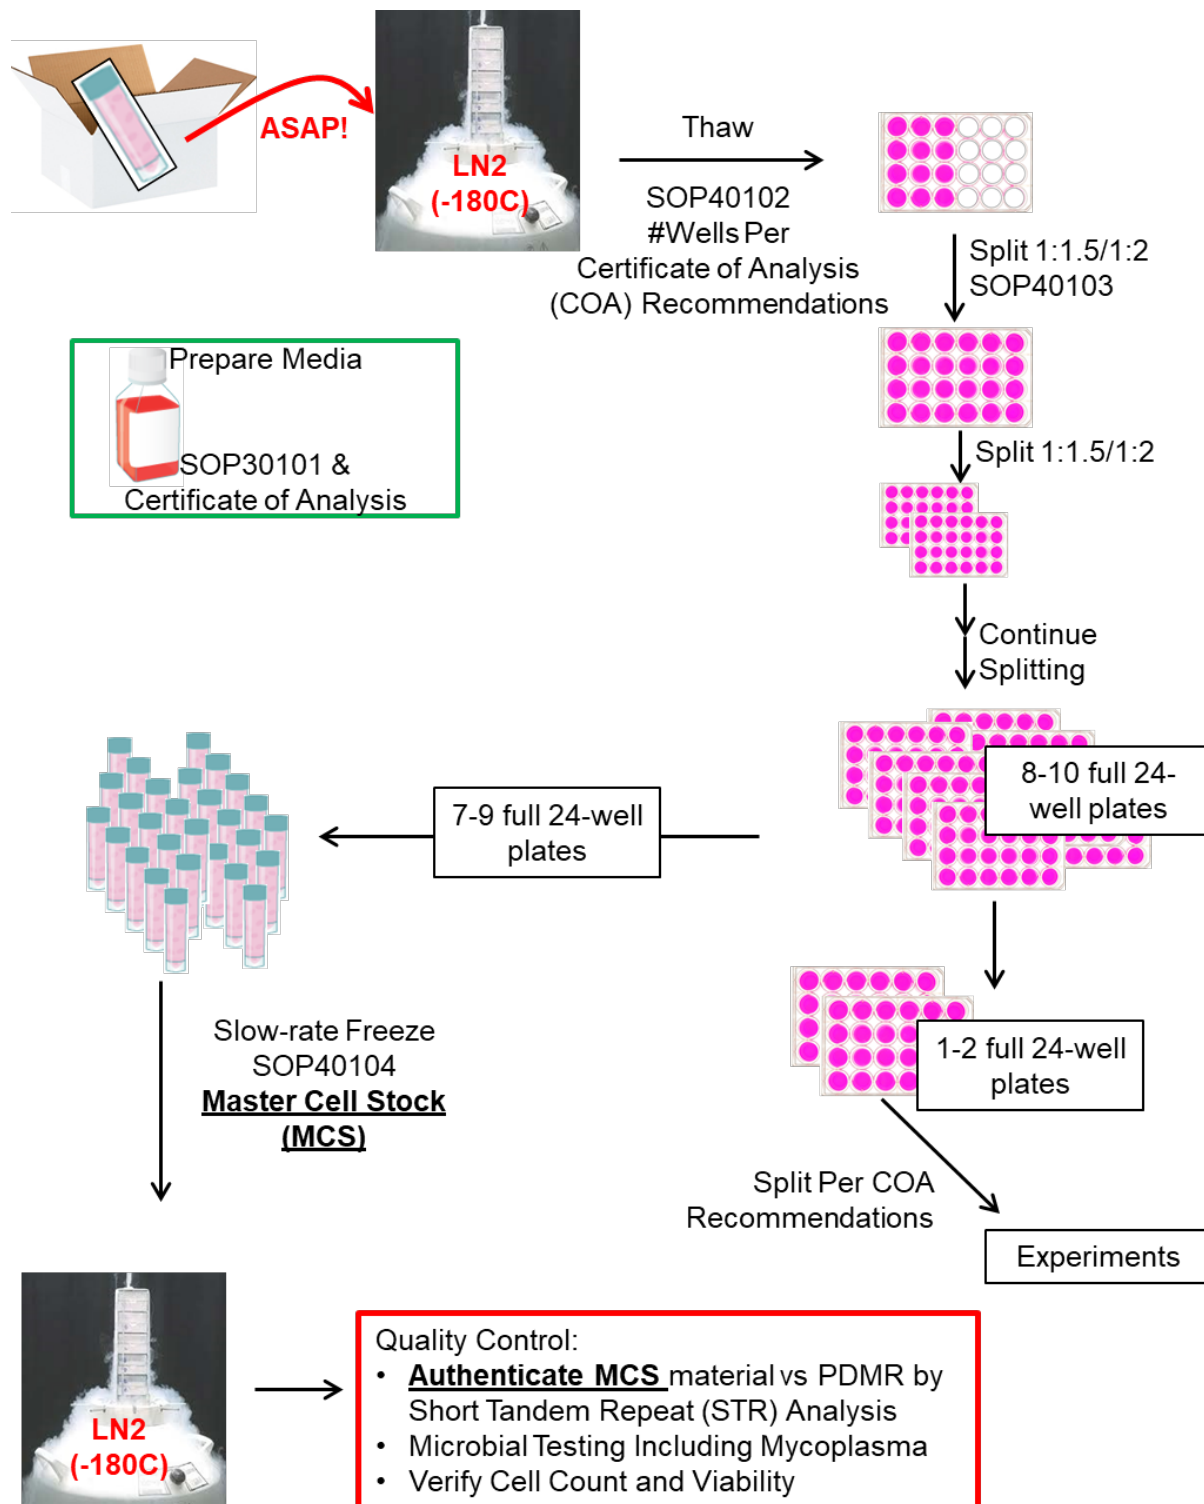 ASAP!
LN2
(-180C)
Thaw
SOP40102
#Wells Per
Certificate of Analysis
(COA) Recommendations
Split 1:1.5/1:2
SOP40103
Prepare Media
SOP30101 &
Certificate of Analysis
Split 1:1.5/1:2
Continue
Splitting
8-10 full 24-
well plates
7-9 full 24-well
plates
Slow-rate Freeze
SOP40104
Master Cell Stock
(MCS)
1-2 full 24-well
plates
Split Per COA
Recommendations
Experiments
LN2
(-180C)
Quality Control:
• Authenticate MCS material vs PDMR by
Short Tandem Repeat (STR) Analysis
• Microbial Testing Including Mycoplasma
• Verify Cell Count and Viability